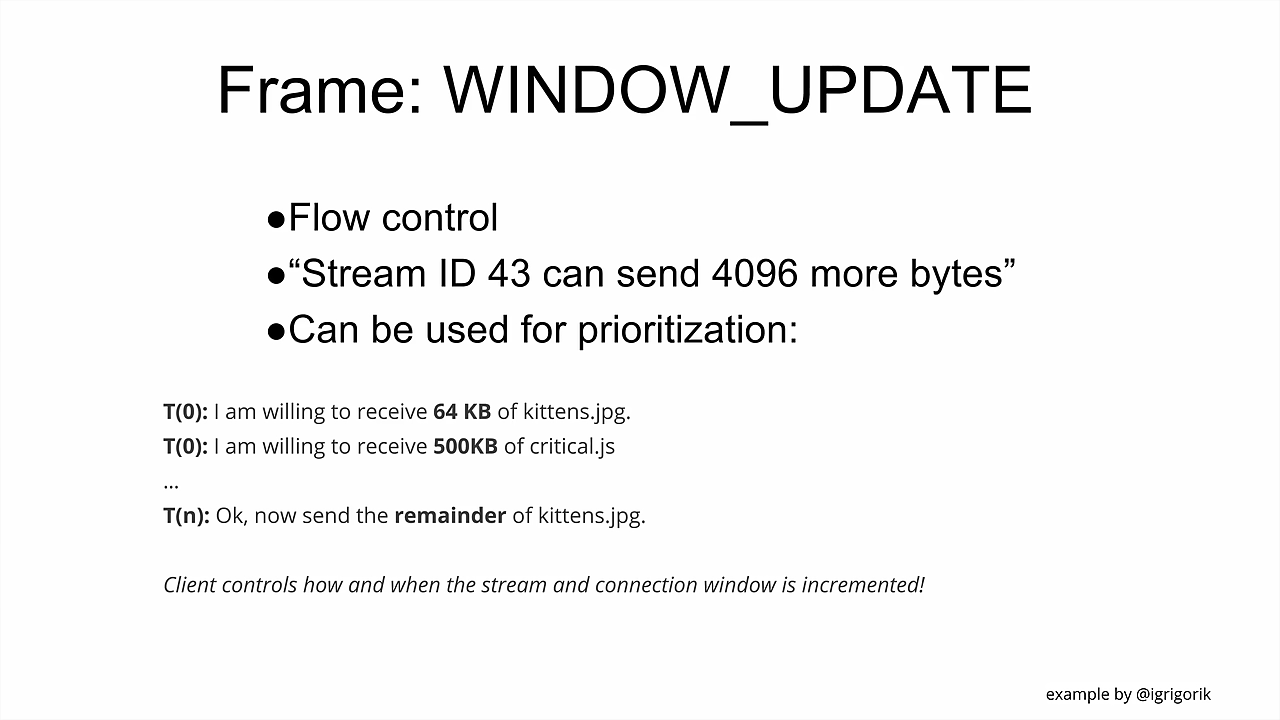 Frame: WINDOW_UPDATE
●Flow control
●“Stream ID 43 can send 4096 more bytes”
●Can be used for prioritization:
T(0): I am willing to receive 64 KB of kittens.jpg.
T(0): I am willing to receive 500KB of critical.js
...
T(n): Ok, now send the remainder of kittens.jpg.
Client controls how and when the stream and connection window is incremented!
example by @igrigorik